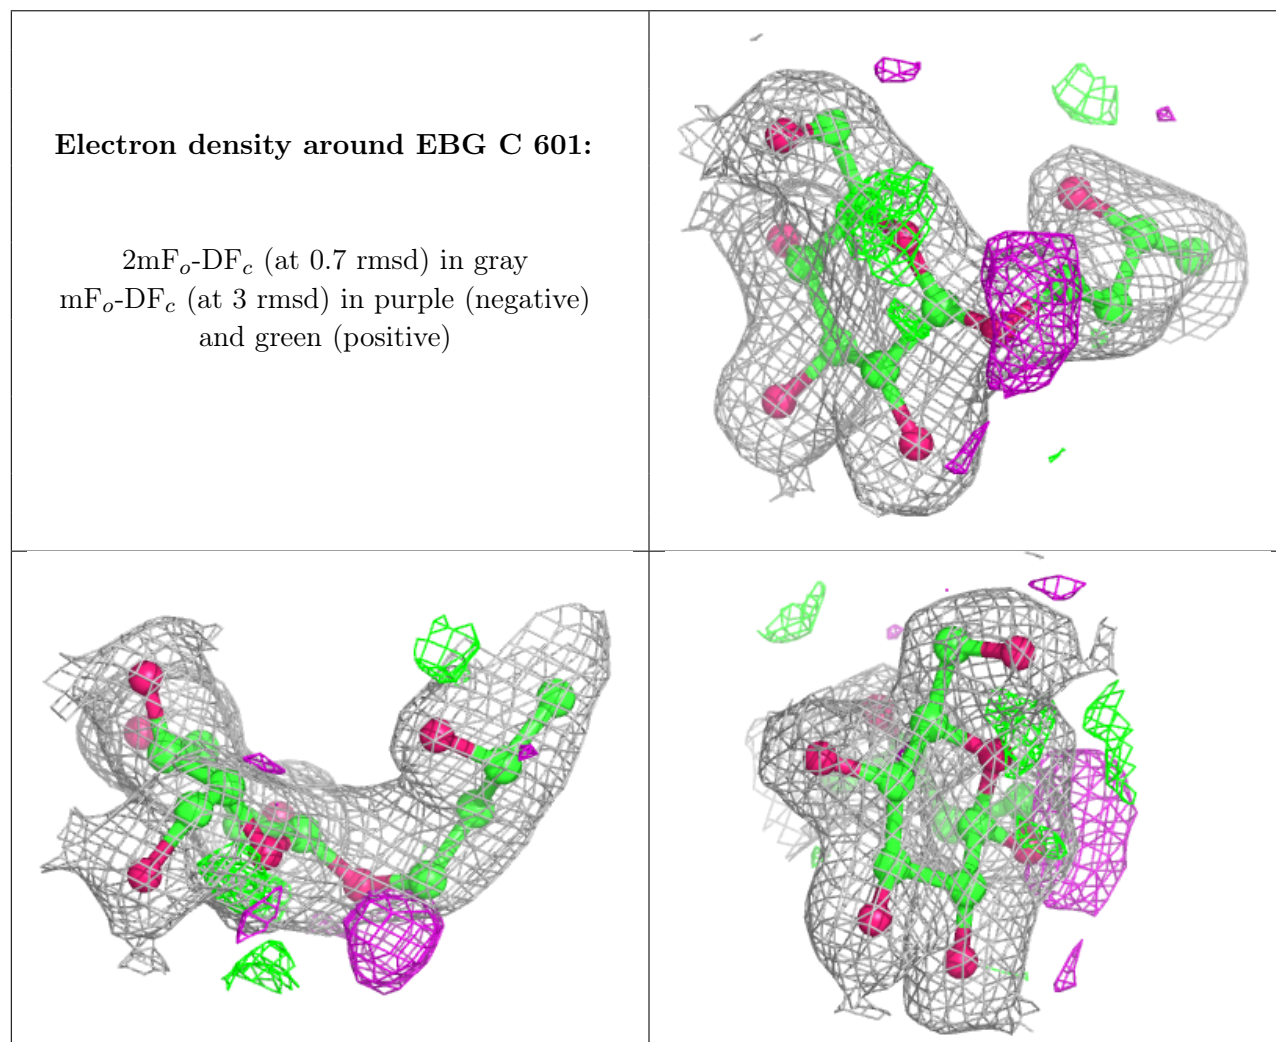 Electron density around EBG C 601:
2mFo-DFc (at 0.7 rmsd) in gray
mFo-DFc (at 3 rmsd) in purple (negative)
and green (positive)